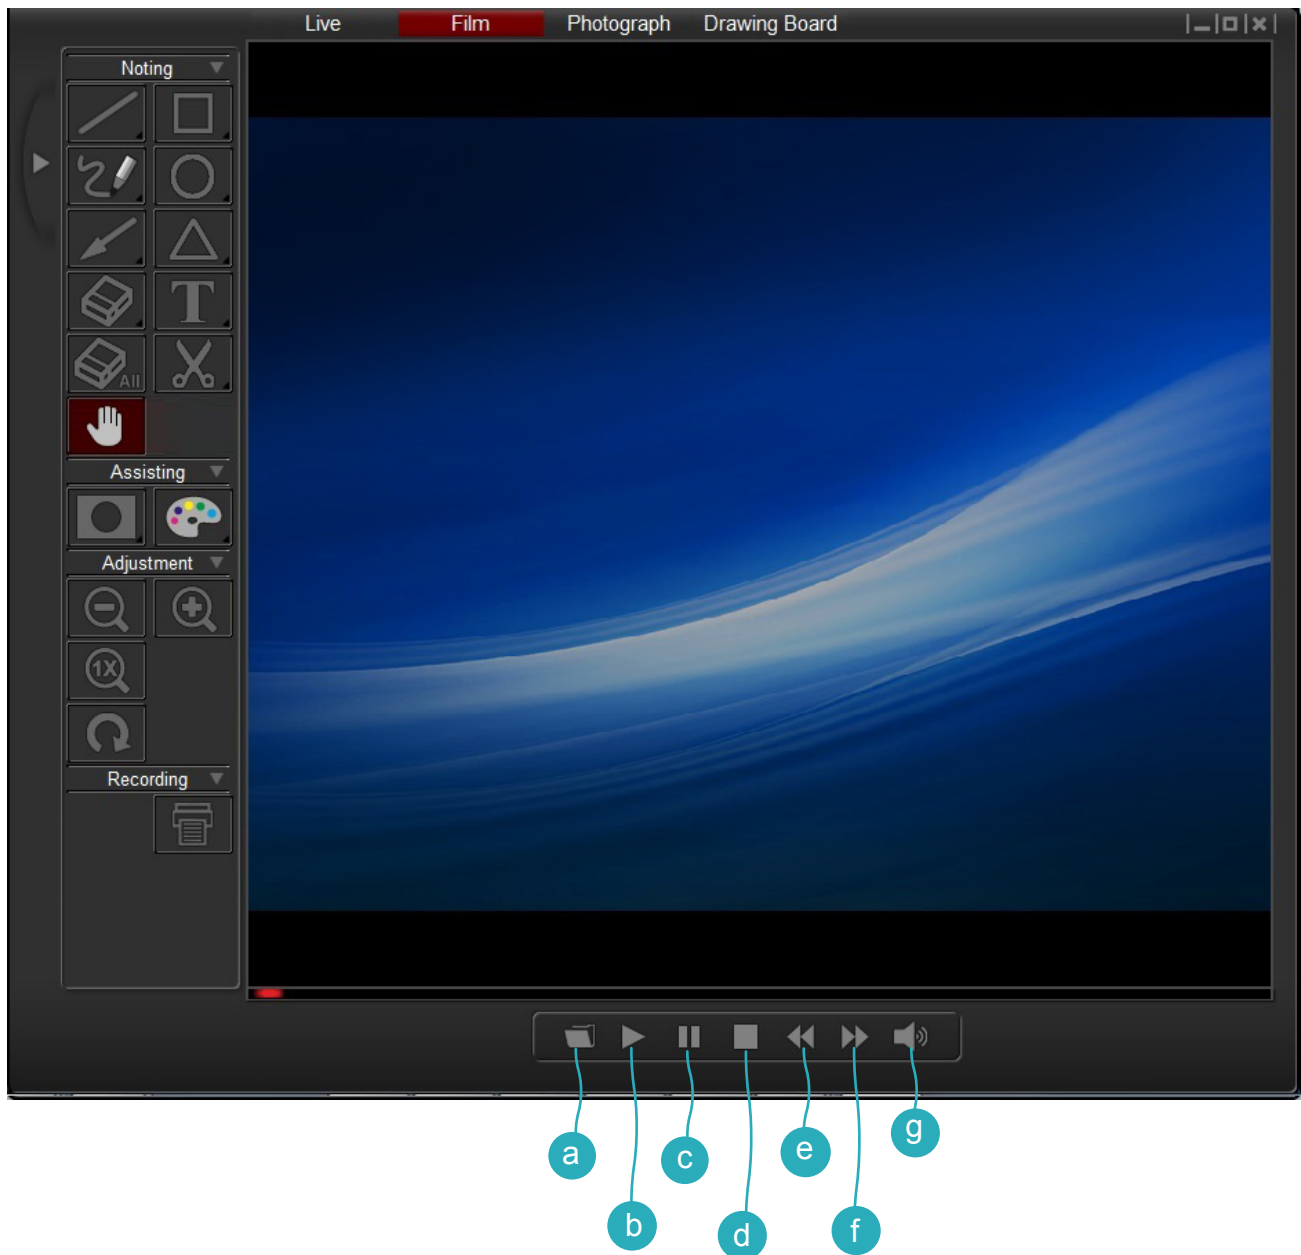 Live Film Photograph Drawing Board
Noting
T
All
Assisting
Adjustment
1X
Recording
a b c d e f g